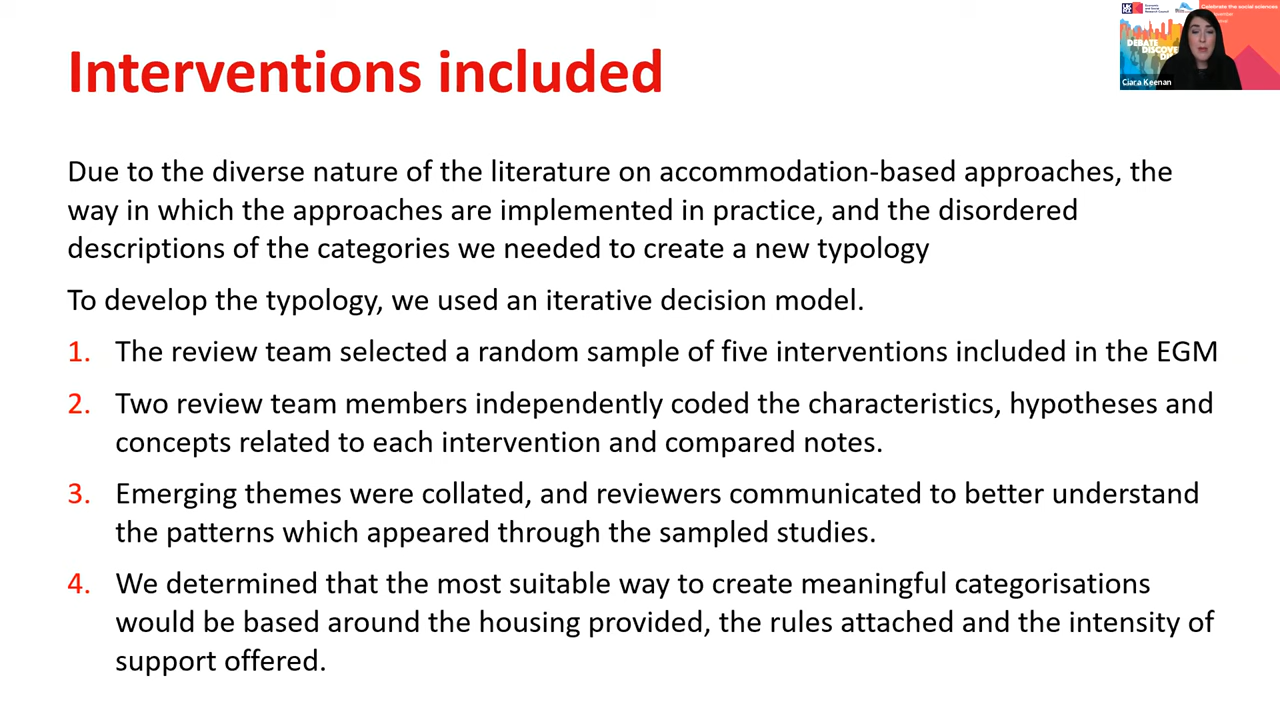 Interventions included
Due to the diverse nature of the literature on accommodation-based approaches, the
way in which the approaches are implemented in practice, and the disordered
descriptions of the categories we needed to create a new typology
To develop the typology, we used an iterative decision model.
1. The review team selected a random sample of five interventions included in the EGM
2. Two review team members independently coded the characteristics, hypotheses and
concepts related to each intervention and compared notes.
3. Emerging themes were collated, and reviewers communicated to better understand
the patterns which appeared through the sampled studies.
4. We determined that the most suitable way to create meaningful categorisations
would be based around the housing provided, the rules attached and the intensity of
support offered.
Celebrate the social sciences
DEBATE
Ciara Keenan